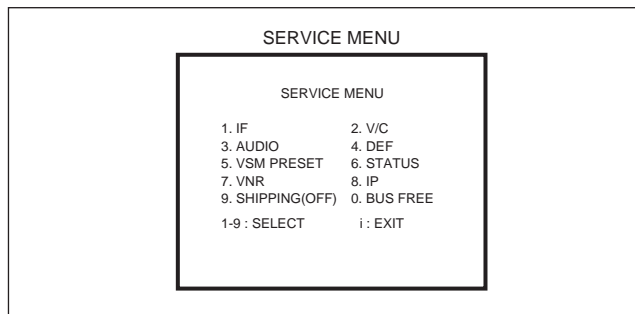 SERVICE MENU
SERVICE MENU
1. IF 2. V/C
3. AUDIO 4. DEF
5. VSM PRESET 6. STATUS
7. VNR 8. IP
9. SHIPPING(OFF) 0. BUS FREE
1-9 : SELECT i : EXIT